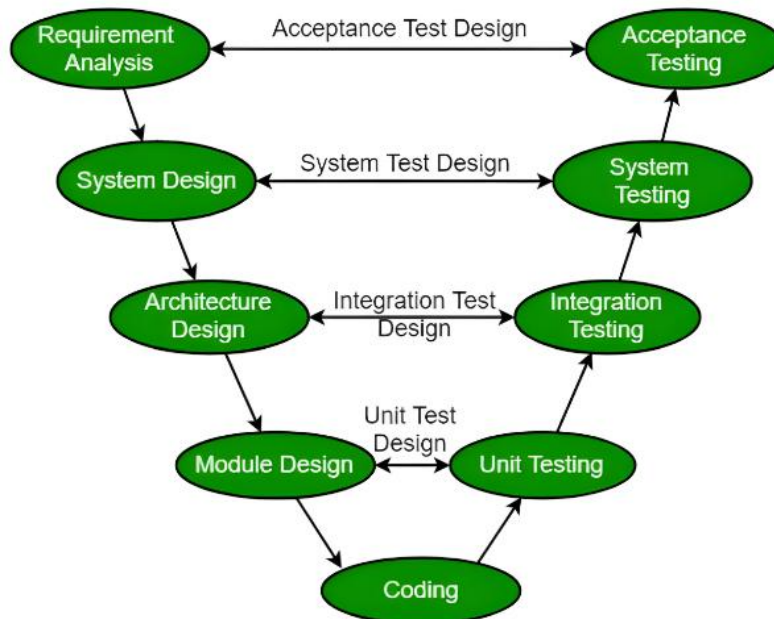 Requirement
Analysis
Acceptance Test Design
Acceptance
Testing
System Design
System Test Design
System
Testing
Architecture
Design
Integration Test
Design
Integration
Testing
Module Design
Unit Test
Design
Unit Testing
Coding